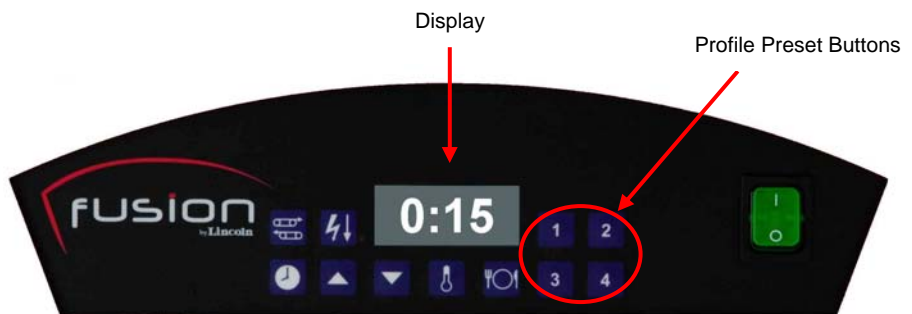 Display
Profile Preset Buttons
fusion
by Lincoln
0:15
1 2
3 4
I
O